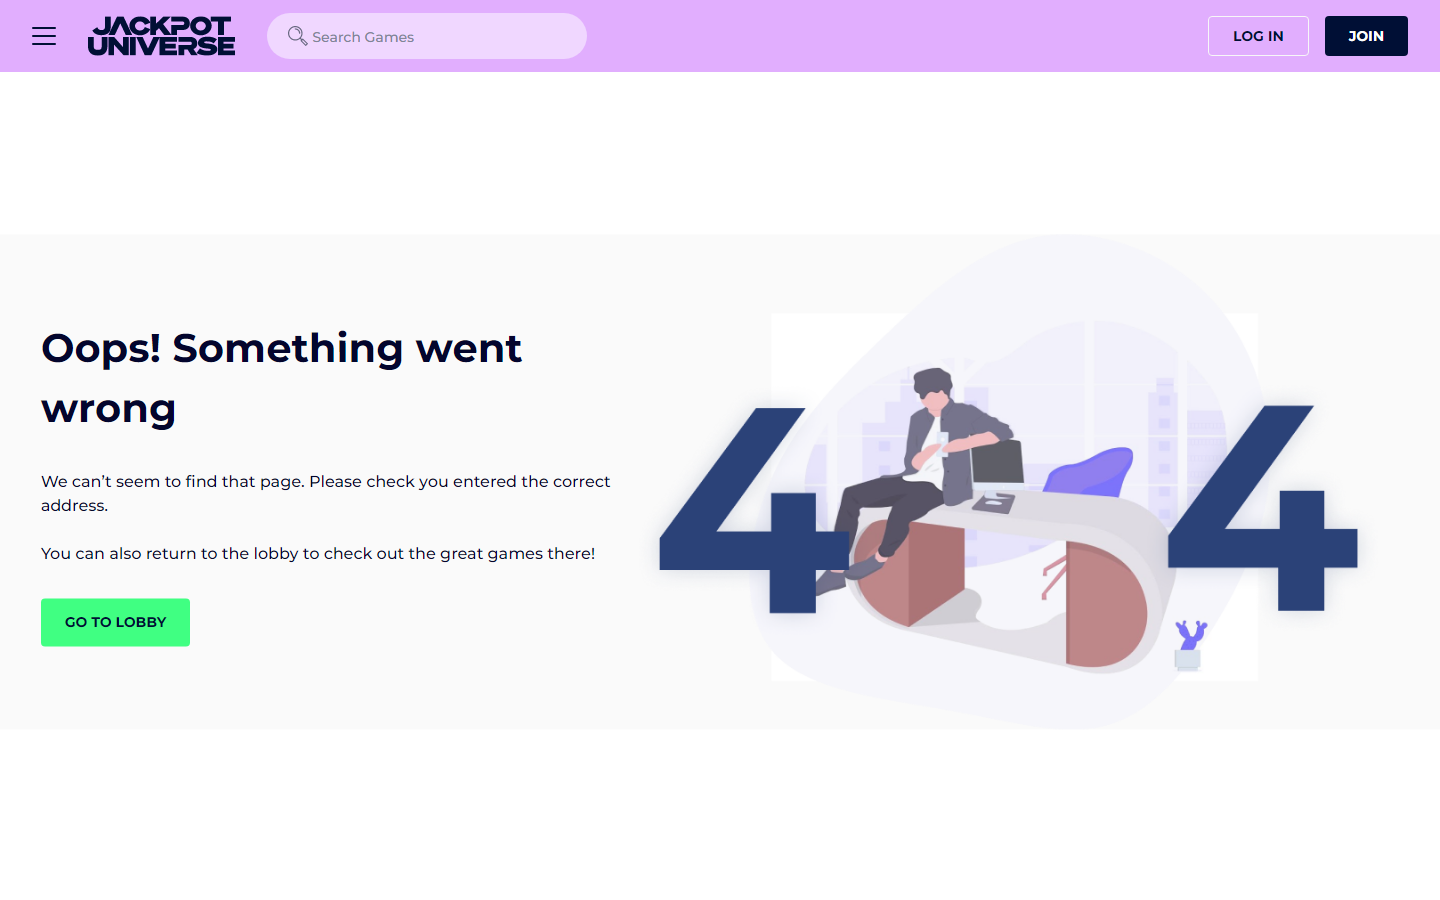 JACKPOT
UNIVERSE
Search Games
LOG IN
JOIN
Oops! Something went
wrong
We can’t seem to find that page. Please check you entered the correct
address.
You can also return to the lobby to check out the great games there!
GO TO LOBBY
4 4